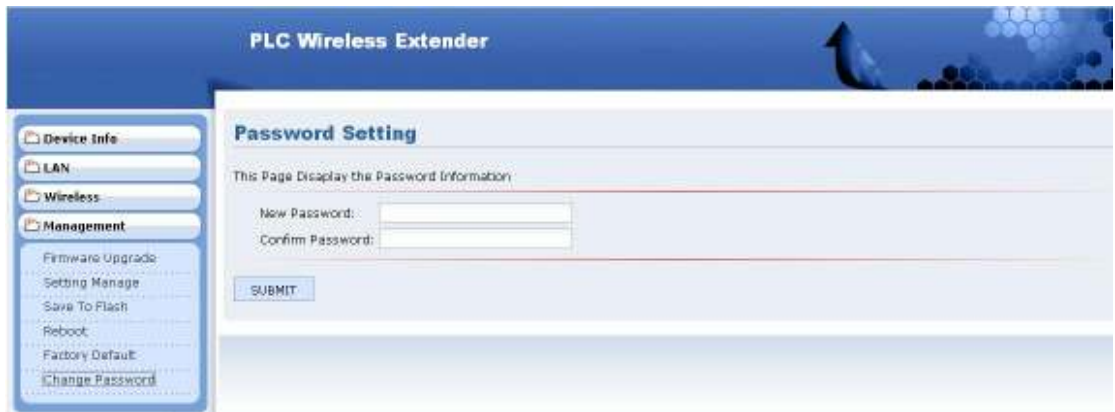 PLC Wireless Extender
Device Info
LAN
Wireless
Management
Firmware Upgrade
Setting Manage
Save To Flash
Reboot
Factory Default
Change Password
Password Setting
This Page Disaplay the Password Information
New Password:
Confirm Password:
SUBMIT